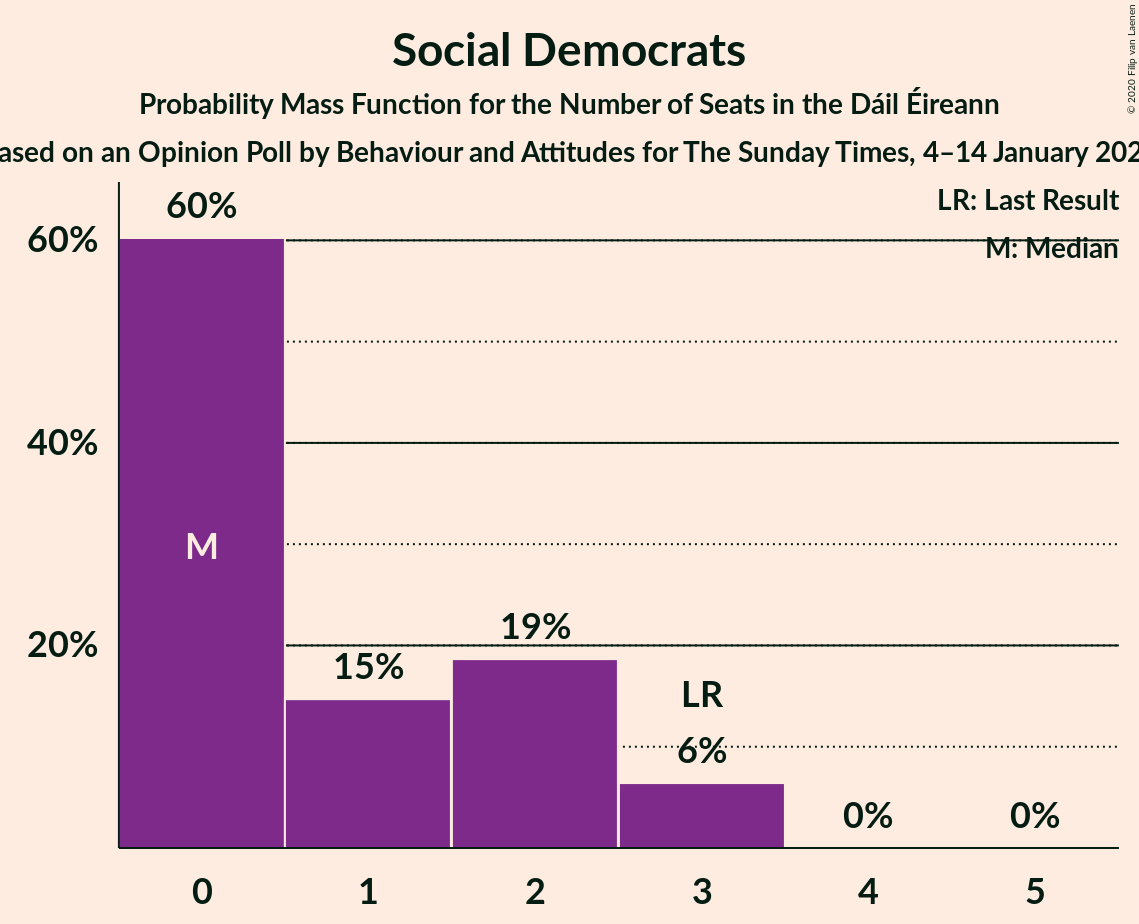 Social Democrats
Probability Mass Function for the Number of Seats in the Dáil Éireann
ased on an Opinion Poll by Behaviour and Attitudes for The Sunday Times, 4–14 January 202
© 2020 Filip van Laenen
LR: Last Result
M: Median
60%
60%
40%
20%
M
15%
19%
LR
6%
0%
0%
0
1
2
3
4
5